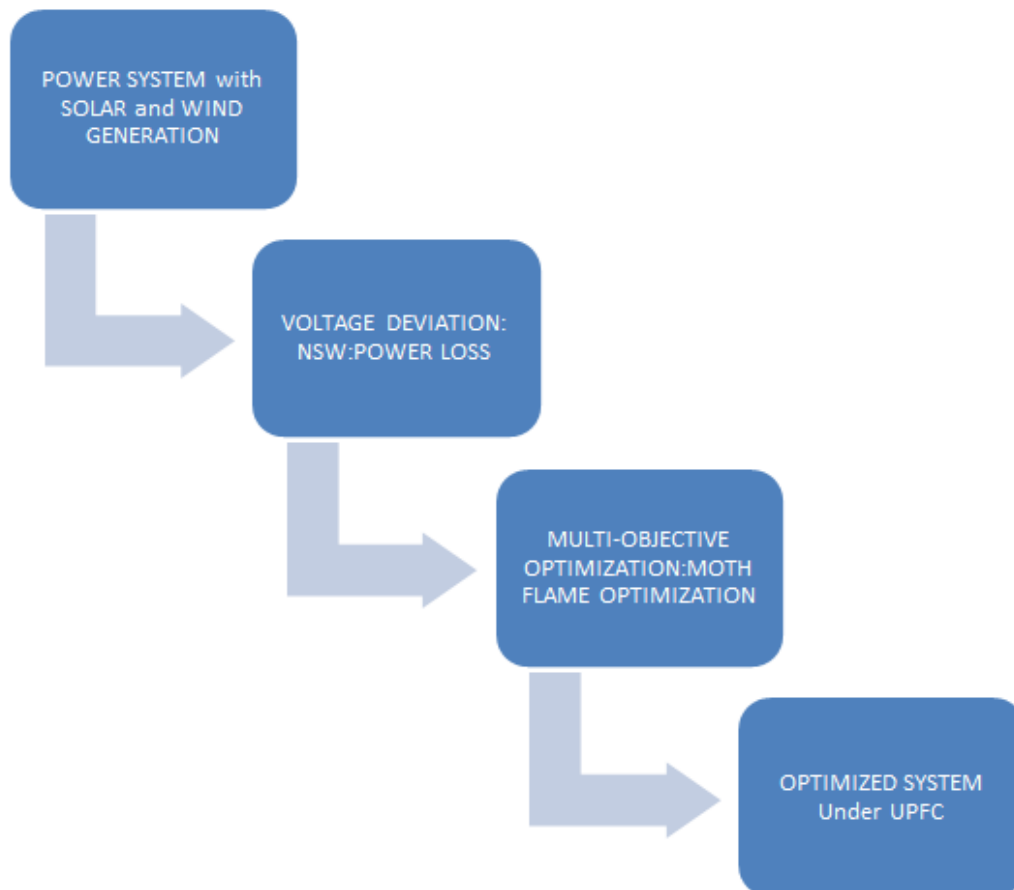 POWER SYSTEM with
SOLAR and WIND
GENERATION
VOLTAGE DEVIATION:
NSW:POWER LOSS
MULTI-OBJECTIVE
OPTIMIZATION:MOTH
FLAME OPTIMIZATION
OPTIMIZED SYSTEM
Under UPFC